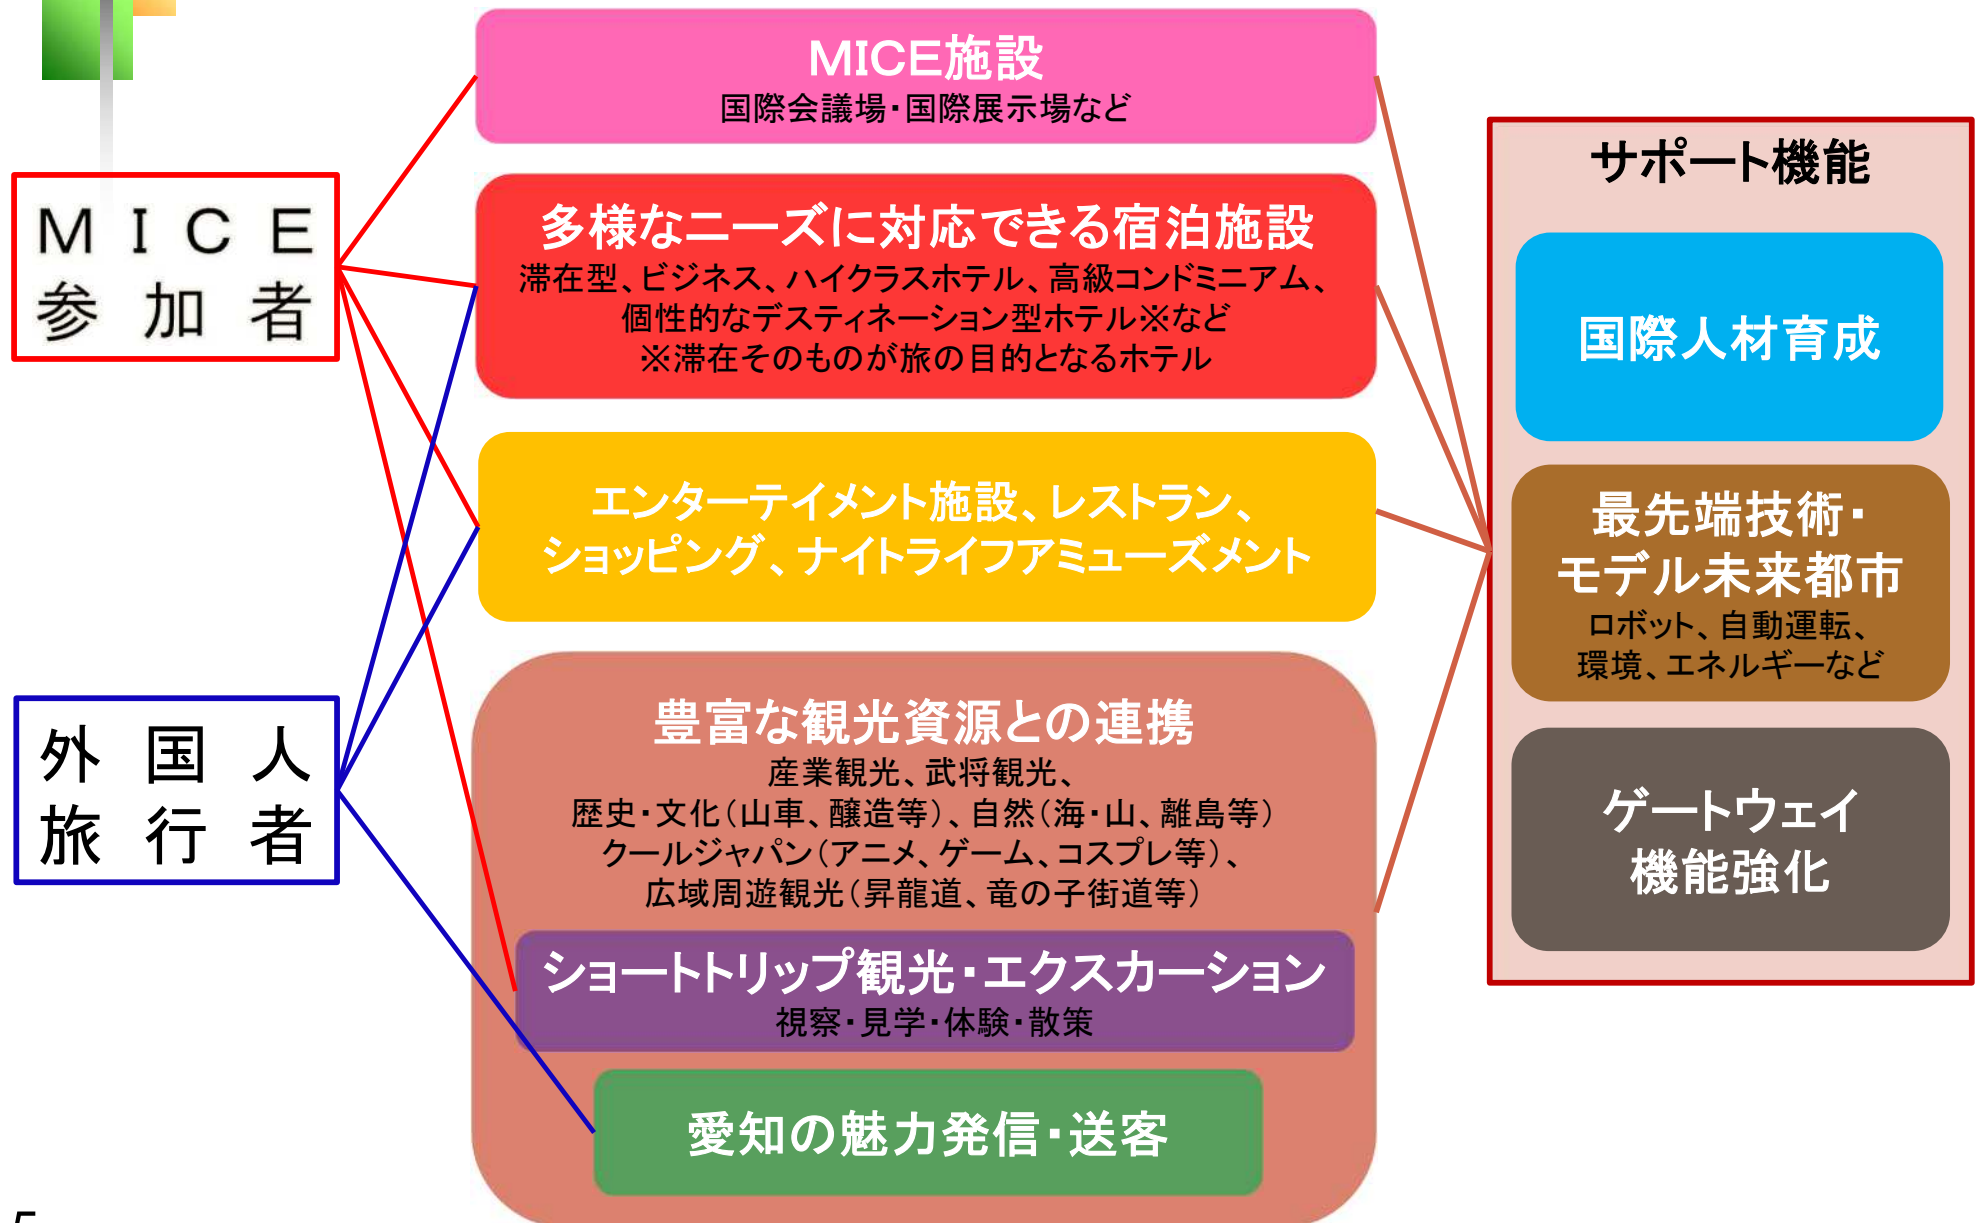 MICE施設
国際会議場・国際展示場など
MICE
参加者
多様なニーズに対応できる宿泊施設
滞在型、ビジネス、ハイクラスホテル、高級コンドミニアム、
個性的なデスティネーション型ホテル※など
※滞在そのものが旅の目的となるホテル
エンターテイメント施設、レストラン、
ショッピング、ナイトライフアミューズメント
外国人
旅行者
豊富な観光資源との連携
産業観光、武将観光、
歴史・文化（山車、醸造等）、自然（海・山、離島等）
クールジャパン（アニメ、ゲーム、コスプレ等）、
広域周遊観光（昇龍道、竜の子街道等）
ショートトリップ観光・エクスカーション
視察・見学・体験・散策
愛知の魅力発信・送客
サポート機能
国際人材育成
最先端技術・
モデル未来都市
ロボット、自動運転、
環境、エネルギーなど
ゲートウェイ
機能強化